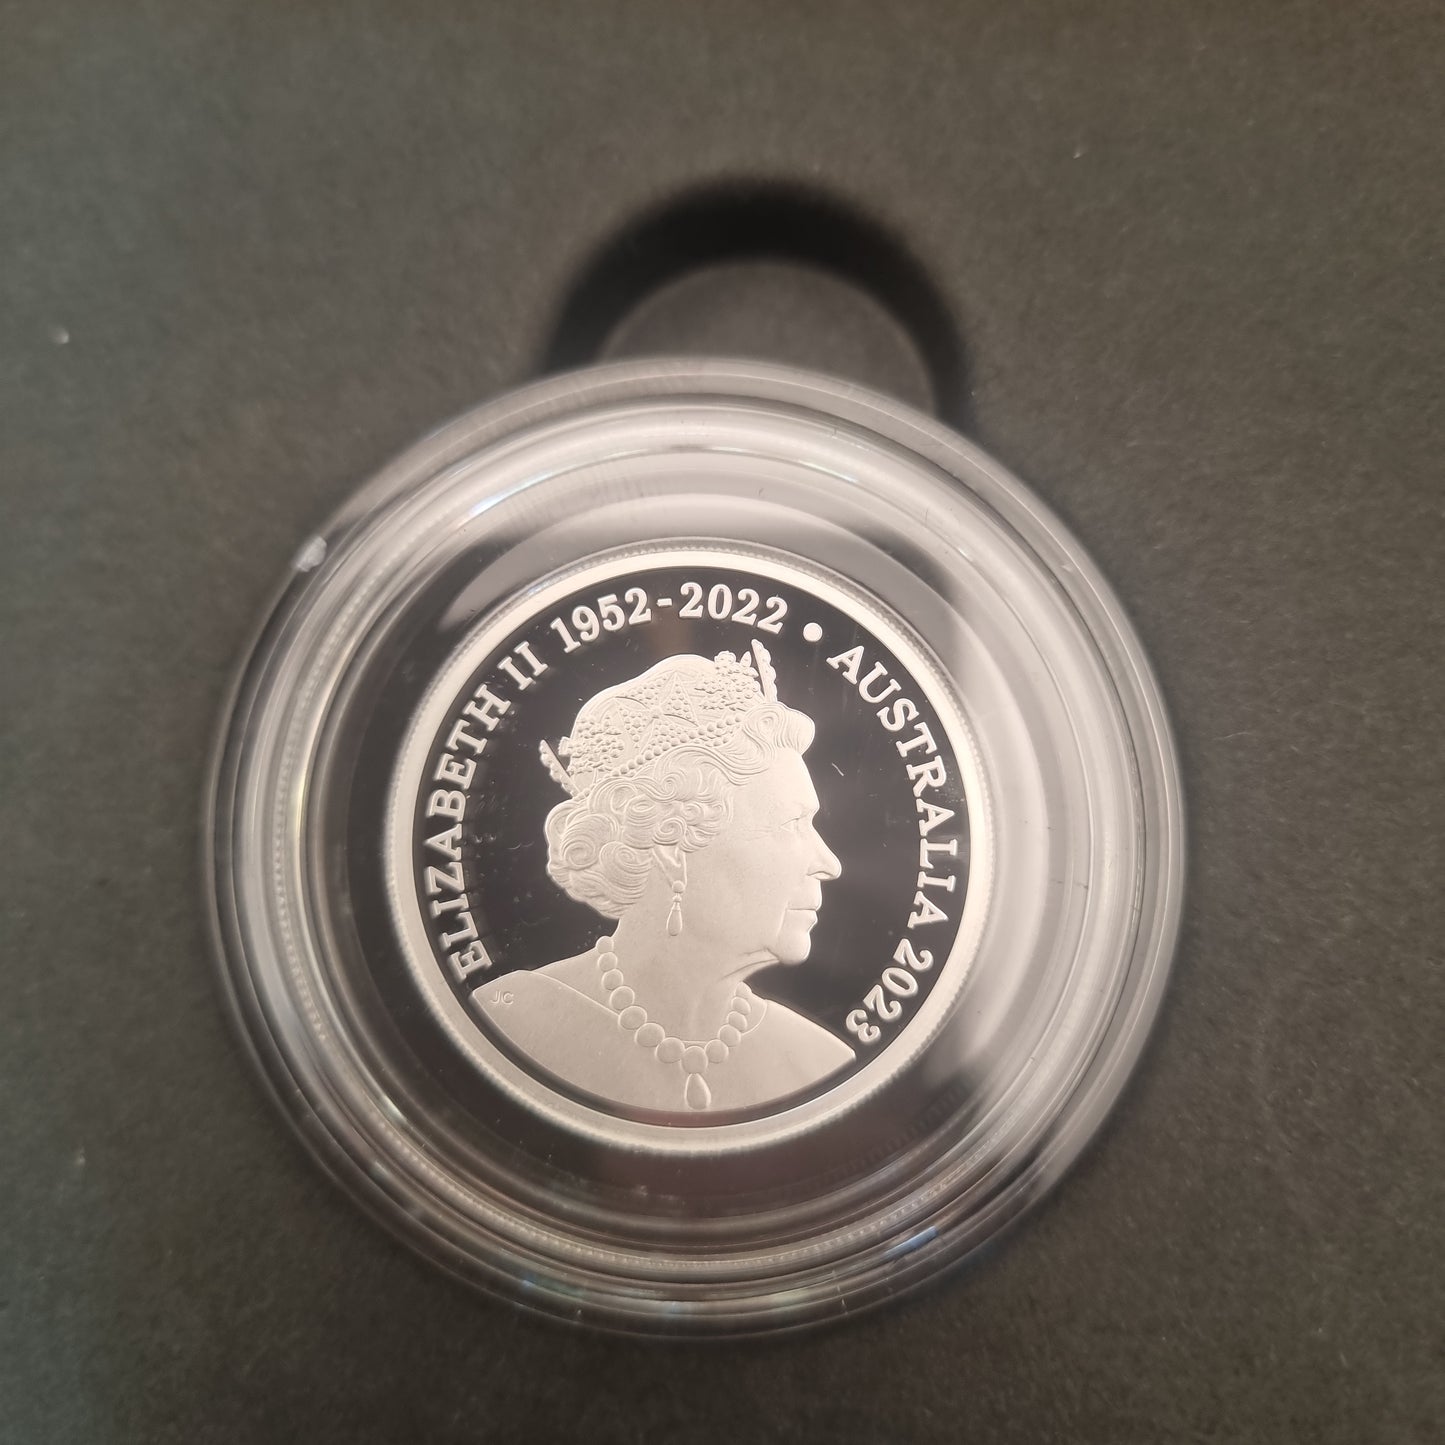 ELIZABETH II 1952-2022 • AUSTRALIA 2023
JC